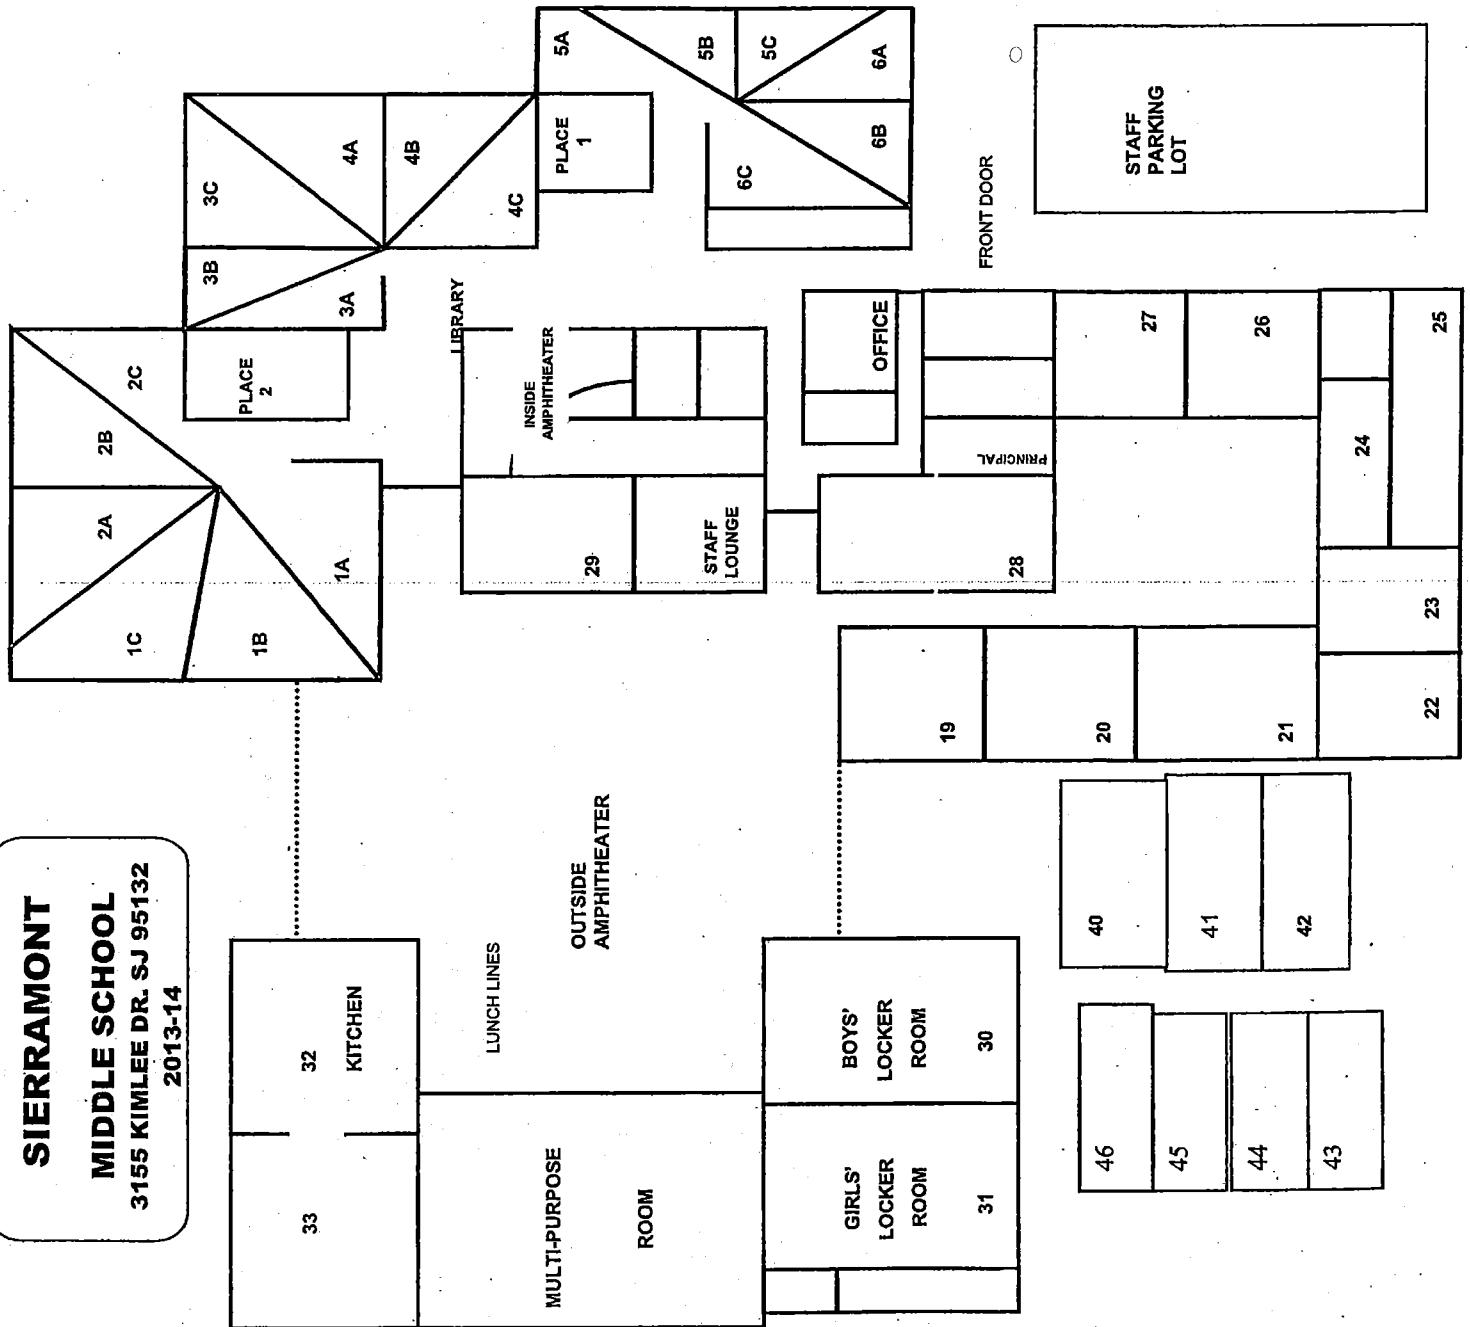 SIERRAMONT
MIDDLE SCHOOL
3155 KIMLEE DR. SJ 95132
2013-14
5A
5B
5C
6A
6B
6C
PLACE
1
3C
4A
4B
4C
3B
3A
2C
2B
2A
PLACE
2
1A
1B
1C
LIBRARY
INSIDE
AMPHITHEATER
29
STAFF
LOUNGE
OFFICE
PRINCIPAL
FRONT DOOR
STAFF
PARKING
LOT
28
27
26
25
24
23
22
21
20
19
OUTSIDE
AMPHITHEATER
LUNCH LINES
32
KITCHEN
33
MULTI-PURPOSE
ROOM
BOYS'
LOCKER
ROOM
30
GIRLS'
LOCKER
ROOM
31
40
41
42
46
45
44
43